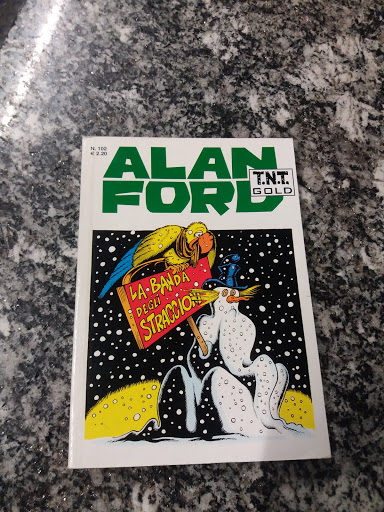 N. 102
€ 2,20
ALAN
FORD
T.N.T.
GOLD
LA BANDA
DEGLI
STRACCIONI